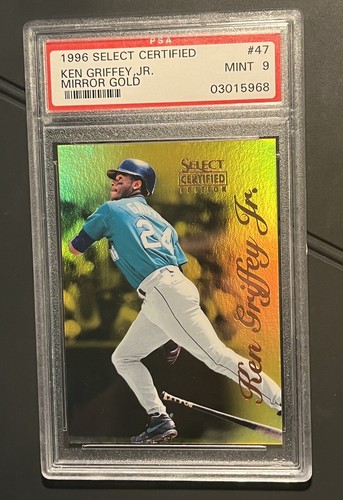 PSA
1996 SELECT CERTIFIED #47
KEN GRIFFEY, JR. MINT 9
MIRROR GOLD
03015968
SELECT
CERTIFIED
EDITION
24
Ken Griffey Jr.